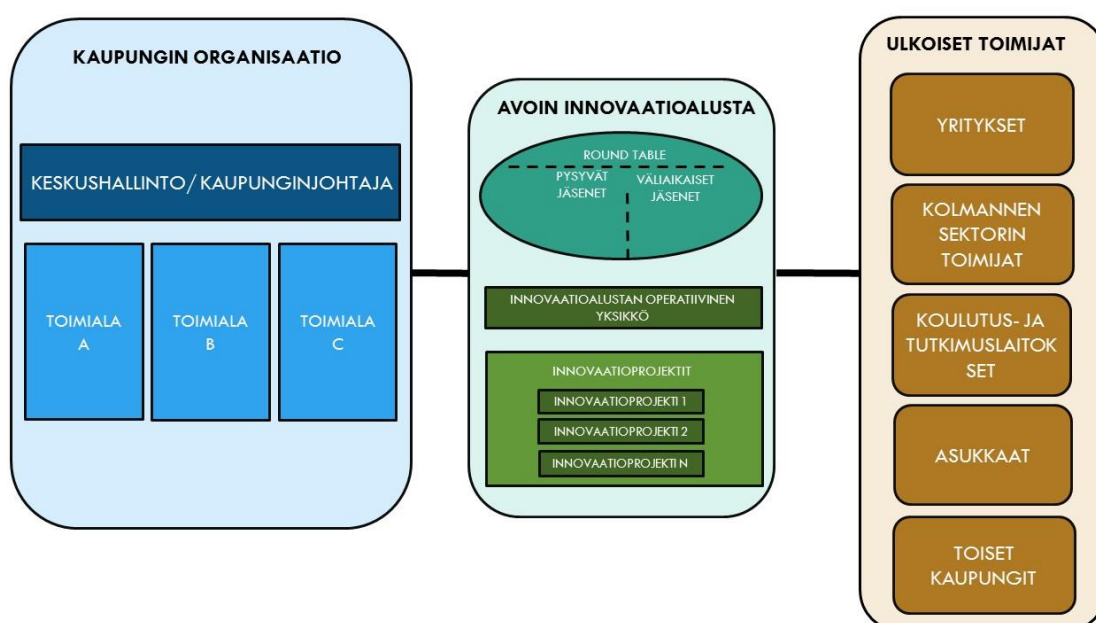 KAUPUNGIN ORGANISAATIO
KESKUSHALLINTO/ KAUPUNGINJOHTAJA
TOIMIALA
A
TOIMIALA
B
TOIMIALA
C
AVOIN INNOVAATIOALUSTA
ROUND TABLE
PYSYVÄT
JÄSENET
VÄLIAIKAISET
JÄSENET
INNOVAATIOALUSTAN OPERATIIVINEN
YKSIKKÖ
INNOVAATIOPROJEKTIT
INNOVAATIOPROJEKTI 1
INNOVAATIOPROJEKTI 2
INNOVAATIOPROJEKTI N
ULKOISET TOIMIJAT
YRITYKSET
KOLMANNEN
SEKTORIN
TOIMIJAT
KOULUTUS- JA
TUTKIMUSLAITOK
SET
ASUKKAAT
TOISET
KAUPUNGIT